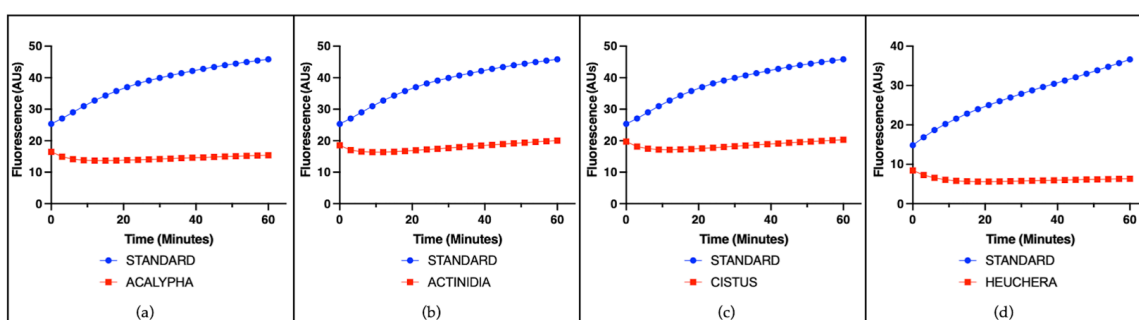 50
40
30
20
10
0
Fluorescence (AUs)
0 20 40 60
Time (Minutes)
STANDARD
ACALYPHA
(a)
50
40
30
20
10
0
Fluorescence (AUs)
0 20 40 60
Time (Minutes)
STANDARD
ACTINIDIA
(b)
50
40
30
20
10
0
Fluorescence (AUs)
0 20 40 60
Time (Minutes)
STANDARD
CISTUS
(c)
40
30
20
10
0
Fluorescence (AUs)
0 20 40 60
Time (Minutes)
STANDARD
HEUCHERA
(d)